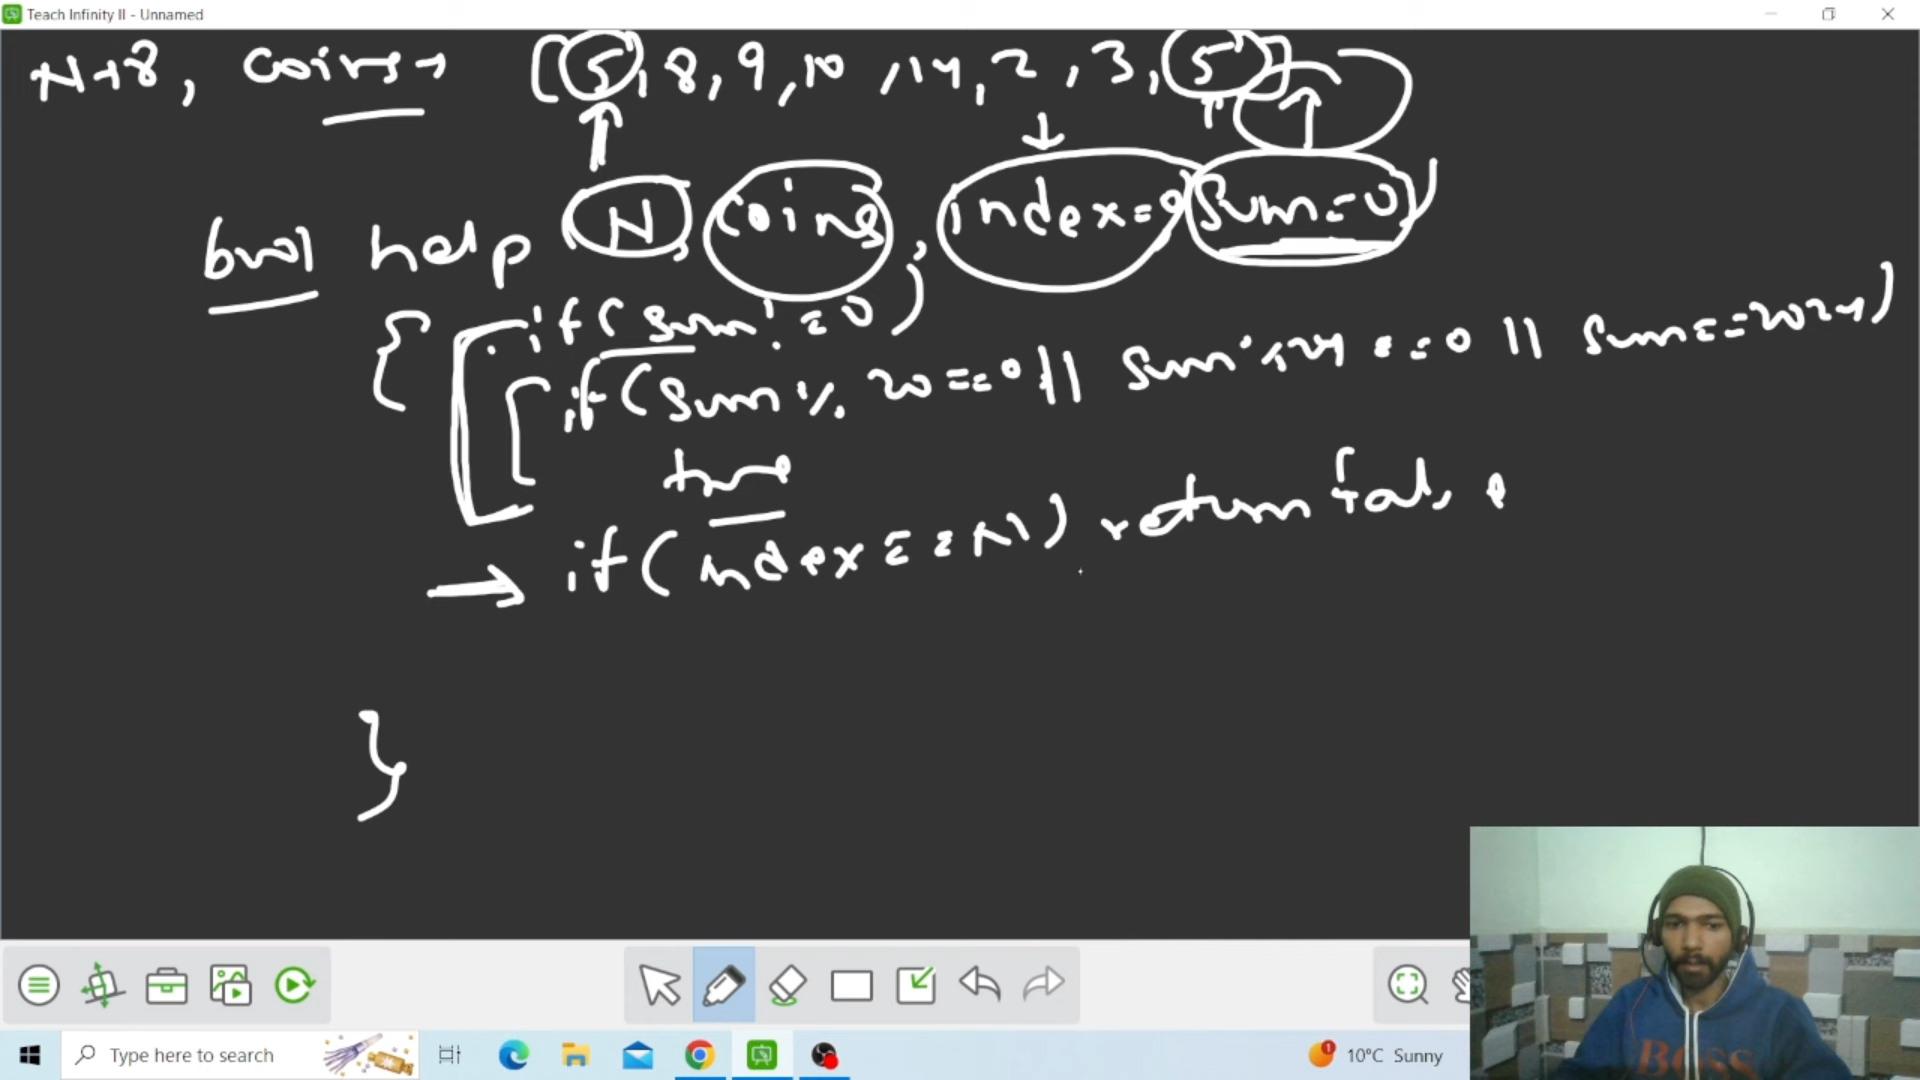 Teach Infinity II - Unnamed
N→8, coins→ [5, 8, 9, 10, 14, 2, 3, 5]
bool help (N, coins, index=0, sum=0)
{ if(sum!=0)
if(sum % 20==0 || sum%24==0 || sum==2024)
true
→ if(index==N) return false
}
BOSS
Type here to search
1
10°C Sunny